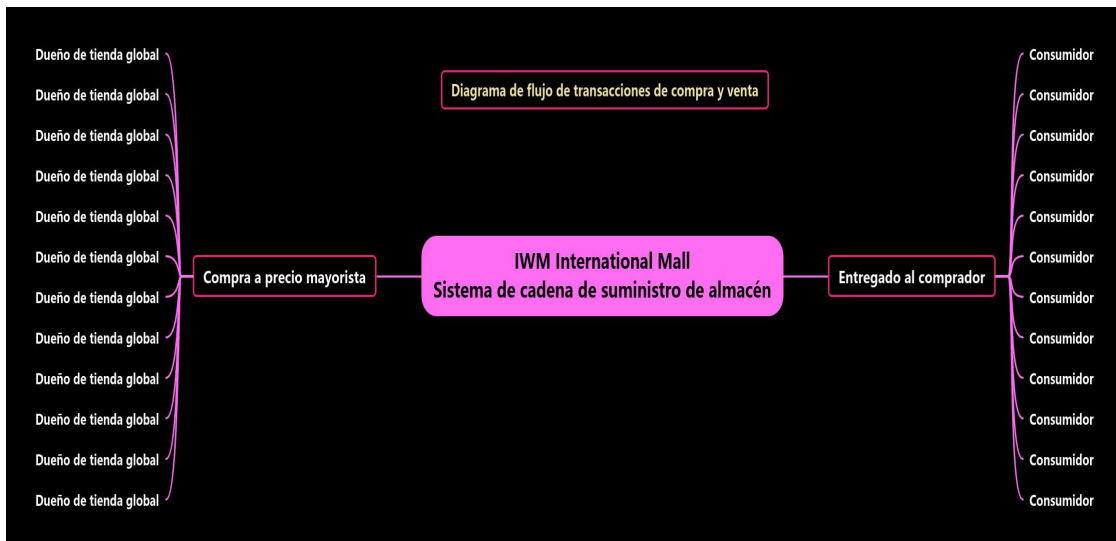 Diagrama de flujo de transacciones de compra y venta
Dueño de tienda global
Dueño de tienda global
Dueño de tienda global
Dueño de tienda global
Dueño de tienda global
Dueño de tienda global
Dueño de tienda global
Dueño de tienda global
Dueño de tienda global
Dueño de tienda global
Dueño de tienda global
Dueño de tienda global
Compra a precio mayorista
IWM International Mall
Sistema de cadena de suministro de almacén
Entregado al comprador
Consumidor
Consumidor
Consumidor
Consumidor
Consumidor
Consumidor
Consumidor
Consumidor
Consumidor
Consumidor
Consumidor
Consumidor